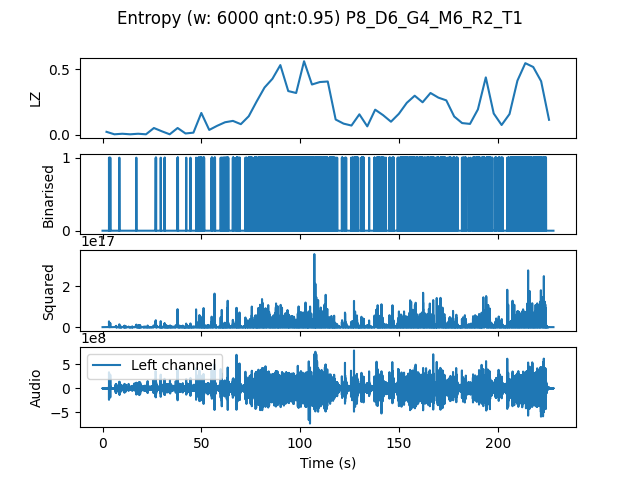 Entropy (w: 6000 qnt:0.95) P8_D6_G4_M6_R2_T1
LZ
0.5
0.0
Binarised
1
0
1e17
Squared
2
0
1e8
Audio
5
0
−5
Left channel
0
50
100
150
200
Time (s)